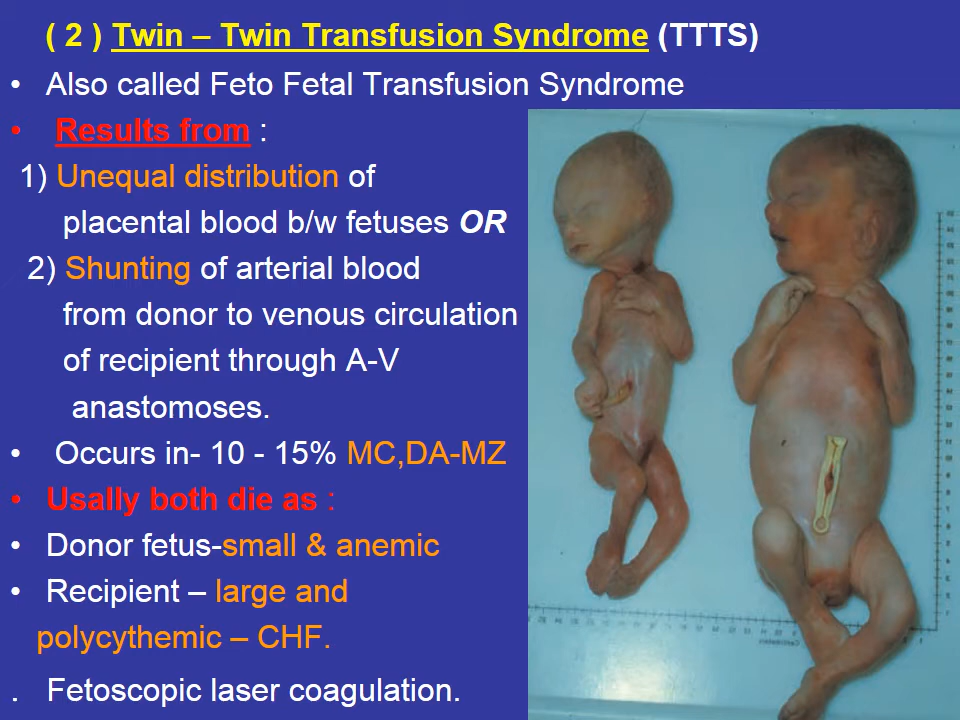 ( 2 ) Twin – Twin Transfusion Syndrome (TTTS)
• Also called Feto Fetal Transfusion Syndrome
• Results from :
1) Unequal distribution of
placental blood b/w fetuses OR
2) Shunting of arterial blood
from donor to venous circulation
of recipient through A-V
anastomoses.
• Occurs in- 10 - 15% MC,DA-MZ
• Usally both die as :
• Donor fetus-small & anemic
• Recipient – large and
polycythemic – CHF.
. Fetoscopic laser coagulation.